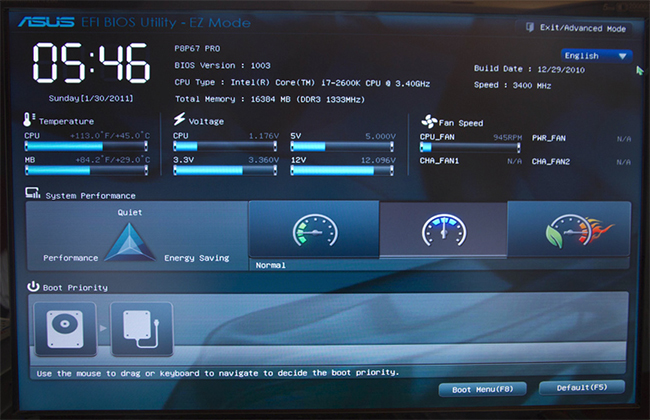 ASUS EFI BIOS Utility - EZ Mode
Exit/Advanced Mode
05:46
Sunday[1/30/2011]
P8P67 PRO
BIOS Version : 1003
CPU Type : Intel(R) Core(TM) i7-2600K CPU @ 3.40GHz
Total Memory : 16384 MB (DDR3 1333MHz)
English
Build Date : 12/29/2010
Speed : 3400 MHz
Temperature
CPU +113.0°F/+45.0°C
MB +84.2°F/+29.0°C
Voltage
CPU 1.176V 5V 5.000V
3.3V 3.360V 12V 12.096V
Fan Speed
CPU_FAN 945RPM PWR_FAN N/A
CHA_FAN1 N/A CHA_FAN2 N/A
System Performance
Quiet
Performance Energy Saving
Normal
Boot Priority
Use the mouse to drag or keyboard to navigate to decide the boot priority.
Boot Menu(F8) Default(F5)